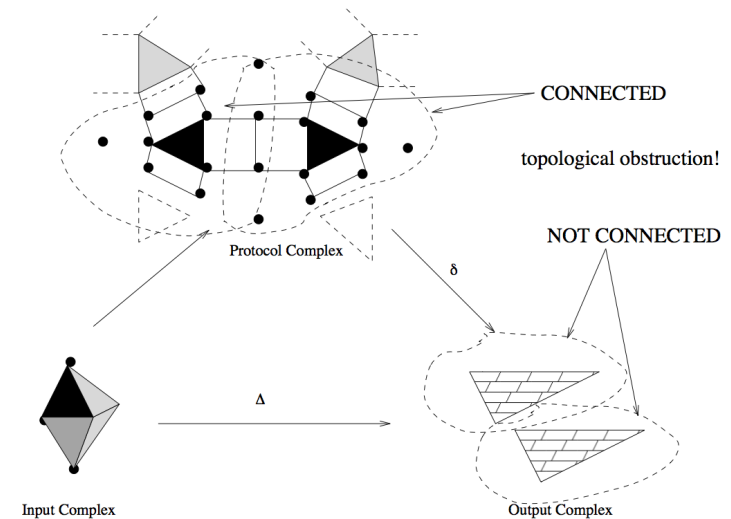 CONNECTED
topological obstruction!
NOT CONNECTED
Protocol Complex
δ
Δ
Input Complex
Output Complex